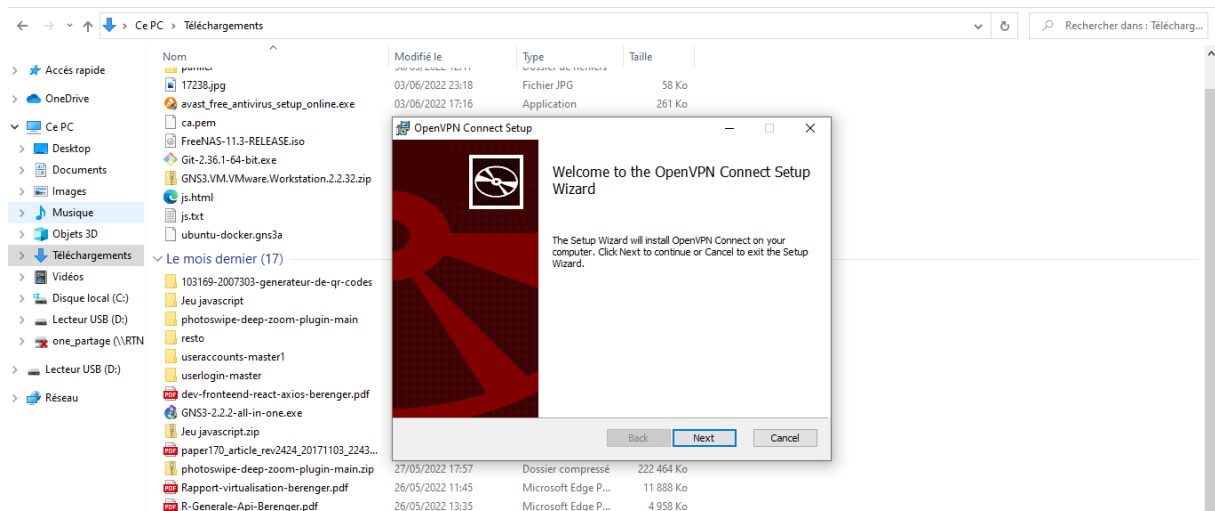 Ce PC > Téléchargements
Rechercher dans : Télécharg...
Nom Modifié le Type Taille
Accès rapide
OneDrive
Ce PC
Desktop
Documents
Images
Musique
Objets 3D
Téléchargements
Vidéos
Disque local (C:)
Lecteur USB (D:)
one_partage (\\RTN
Lecteur USB (D:)
Réseau
17238.jpg 03/06/2022 23:18 Fichier JPG 58 Ko
avast_free_antivirus_setup_online.exe 03/06/2022 17:16 Application 261 Ko
ca.pem
FreeNAS-11.3-RELEASE.iso
Git-2.36.1-64-bit.exe
GNS3.VM.VMware.Workstation.2.2.32.zip
js.html
js.txt
ubuntu-docker.gns3a
Le mois dernier (17)
103169-2007303-generateur-de-qr-codes
Jeu javascript
photoswipe-deep-zoom-plugin-main
resto
useraccounts-master1
userlogin-master
dev-fronteend-react-axios-berenger.pdf
GNS3-2.2.2-all-in-one.exe
Jeu javascript.zip
paper170_article_rev2424_20171103_2243...
photoswipe-deep-zoom-plugin-main.zip 27/05/2022 17:57 Dossier compressé 222 464 Ko
Rapport-virtualisation-berenger.pdf 26/05/2022 11:45 Microsoft Edge P... 11 888 Ko
R-Generale-Api-Berenger.pdf 26/05/2022 13:35 Microsoft Edge P... 4 958 Ko
OpenVPN Connect Setup
Welcome to the OpenVPN Connect Setup
Wizard
The Setup Wizard will install OpenVPN Connect on your
computer. Click Next to continue or Cancel to exit the Setup
Wizard.
Back Next Cancel